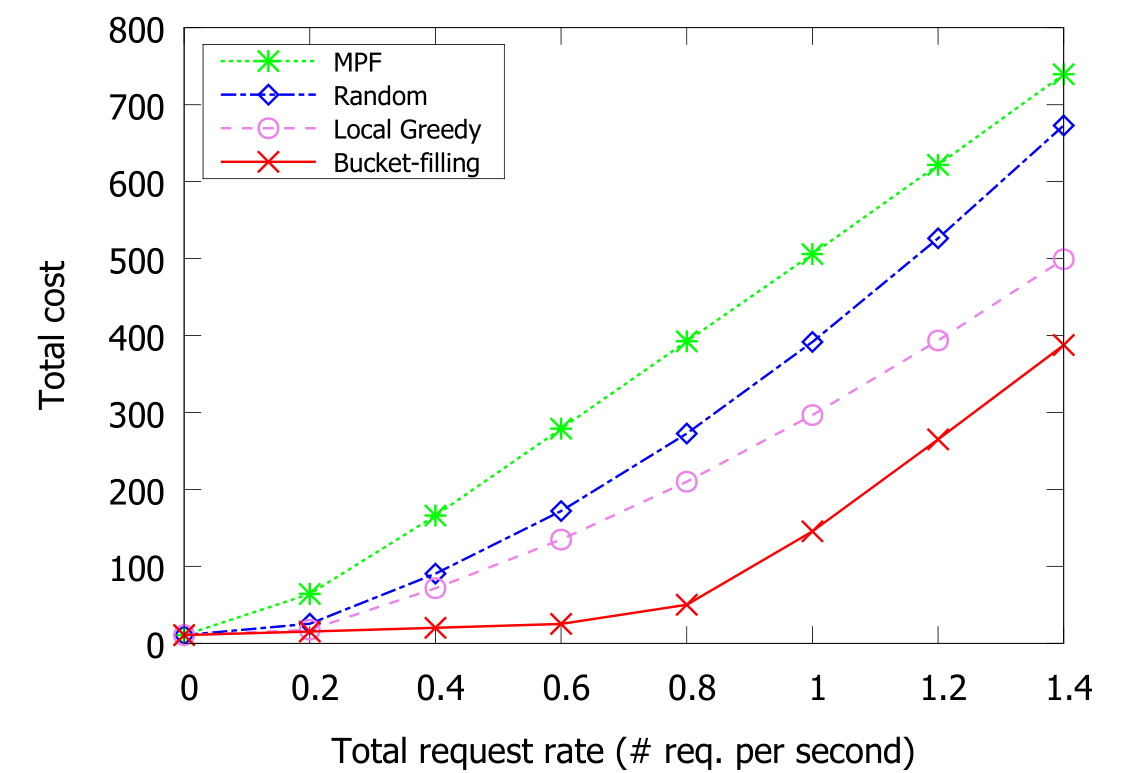 800
700
600
500
400
300
200
100
0
Total cost
MPF
Random
Local Greedy
Bucket-filling
0 0.2 0.4 0.6 0.8 1 1.2 1.4
Total request rate (# req. per second)